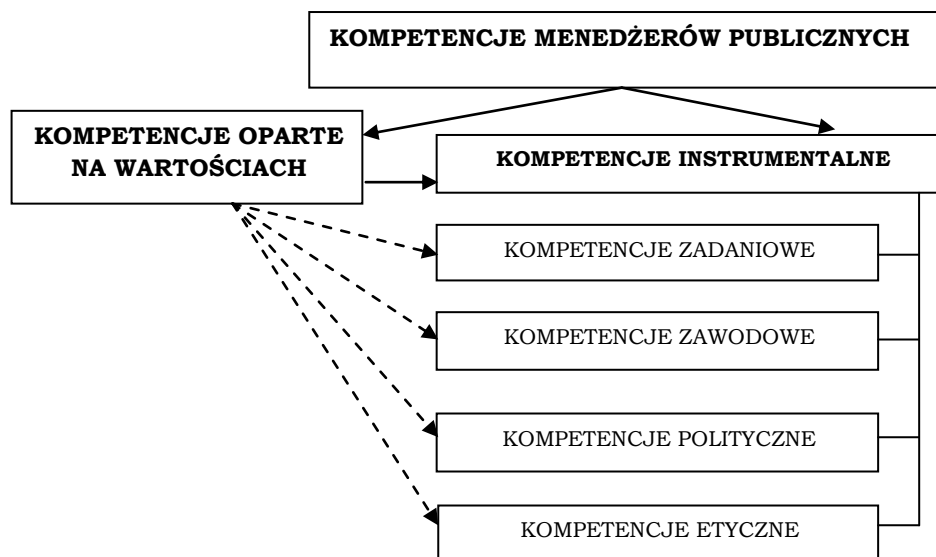 KOMPETENCJE MENEDŻERÓW PUBLICZNYCH
KOMPETENCJE OPARTE
NA WARTOŚCIACH
KOMPETENCJE INSTRUMENTALNE
KOMPETENCJE ZADANIOWE
KOMPETENCJE ZAWODOWE
KOMPETENCJE POLITYCZNE
KOMPETENCJE ETYCZNE